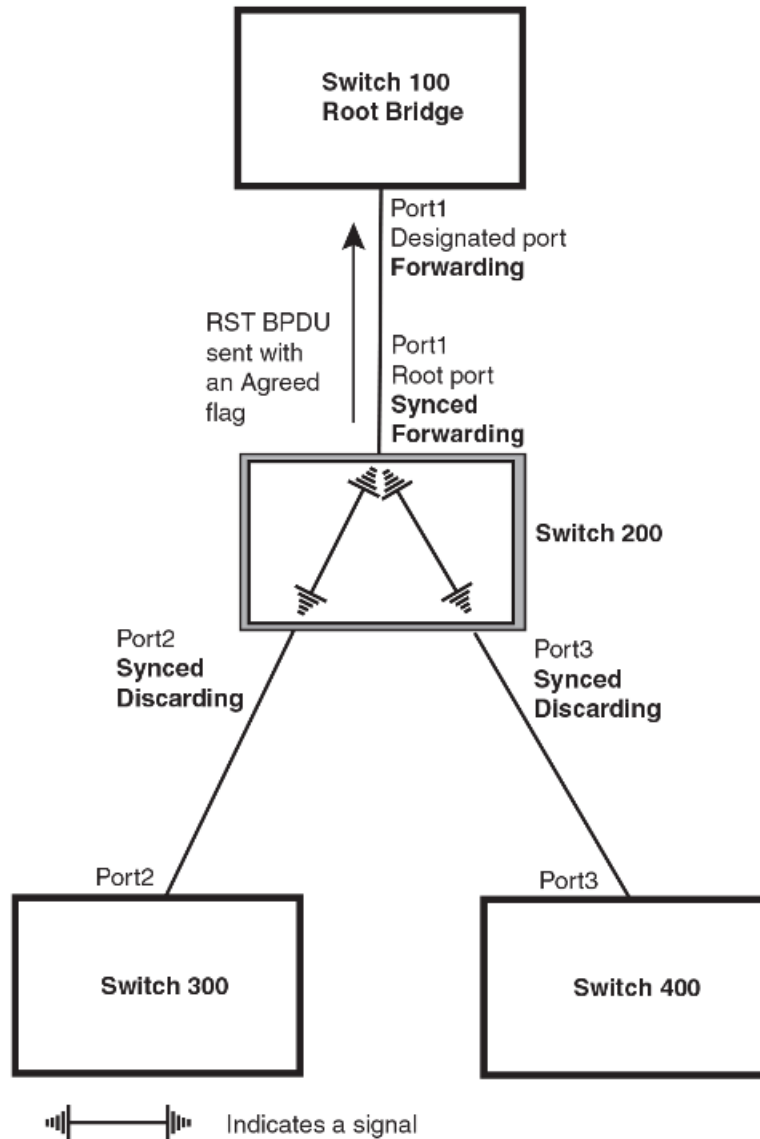 Switch 100
Root Bridge
Port1
Designated port
Forwarding
RST BPDU
sent with
an Agreed
flag
Port1
Root port
Synced
Forwarding
Switch 200
Port2
Synced
Discarding
Port3
Synced
Discarding
Port2
Port3
Switch 300
Switch 400
Indicates a signal